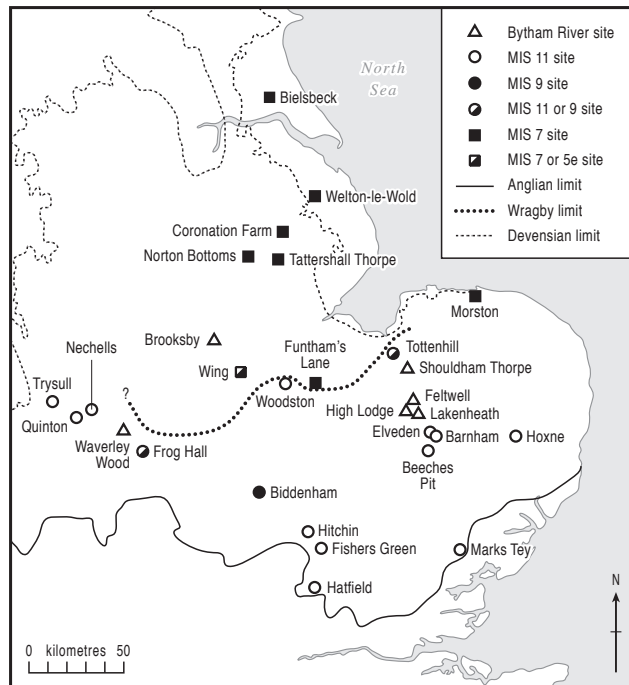 Bytham River site
MIS 11 site
MIS 9 site
MIS 11 or 9 site
MIS 7 site
MIS 7 or 5e site
Anglian limit
Wragby limit
Devensian limit
North
Sea
Bielsbeck
Welton-le-Wold
Coronation Farm
Norton Bottoms
Tattershall Thorpe
Morston
Brooksby
Tottenhill
Nechells
Funtham's
Lane
Wing
Shouldham Thorpe
Trysull
Woodston
Feltwell
?
High Lodge
Lakenheath
Quinton
Elveden
Barnham
Hoxne
Waverley
Wood
Frog Hall
Beeches
Pit
Biddenham
Hitchin
Fishers Green
Marks Tey
Hatfield
N
0 kilometres 50